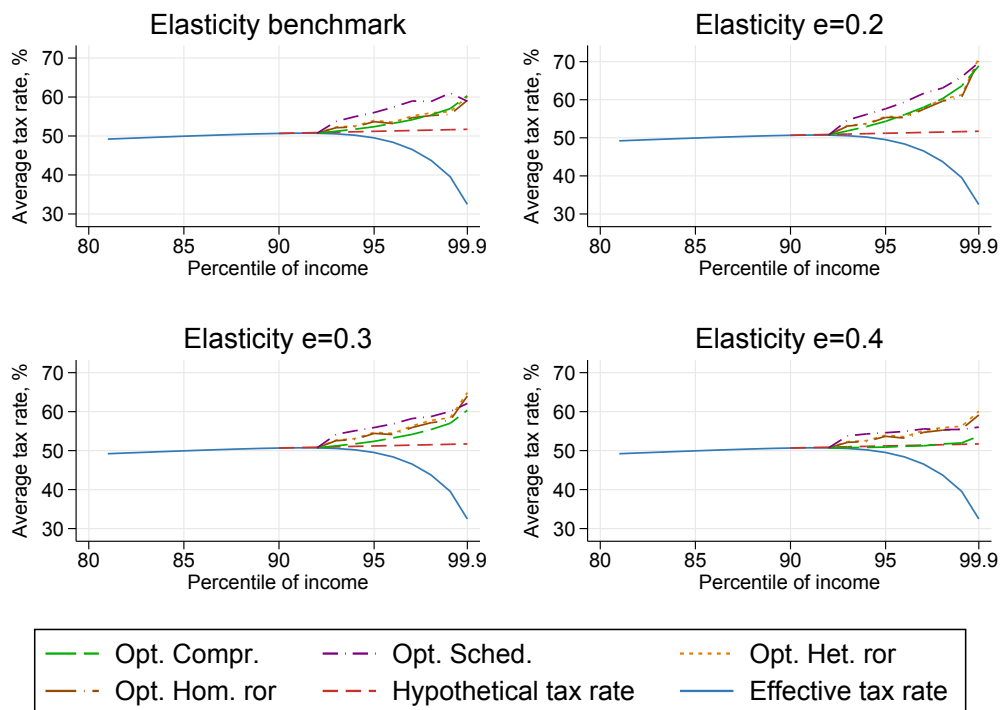 Elasticity benchmark
Average tax rate, %
70
60
50
40
30
80 85 90 95 99.9
Percentile of income
Elasticity e=0.2
Average tax rate, %
70
60
50
40
30
80 85 90 95 99.9
Percentile of income
Elasticity e=0.3
Average tax rate, %
70
60
50
40
30
80 85 90 95 99.9
Percentile of income
Elasticity e=0.4
Average tax rate, %
70
60
50
40
30
80 85 90 95 99.9
Percentile of income
Opt. Compr. Opt. Sched. Opt. Het. ror
Opt. Hom. ror Hypothetical tax rate Effective tax rate